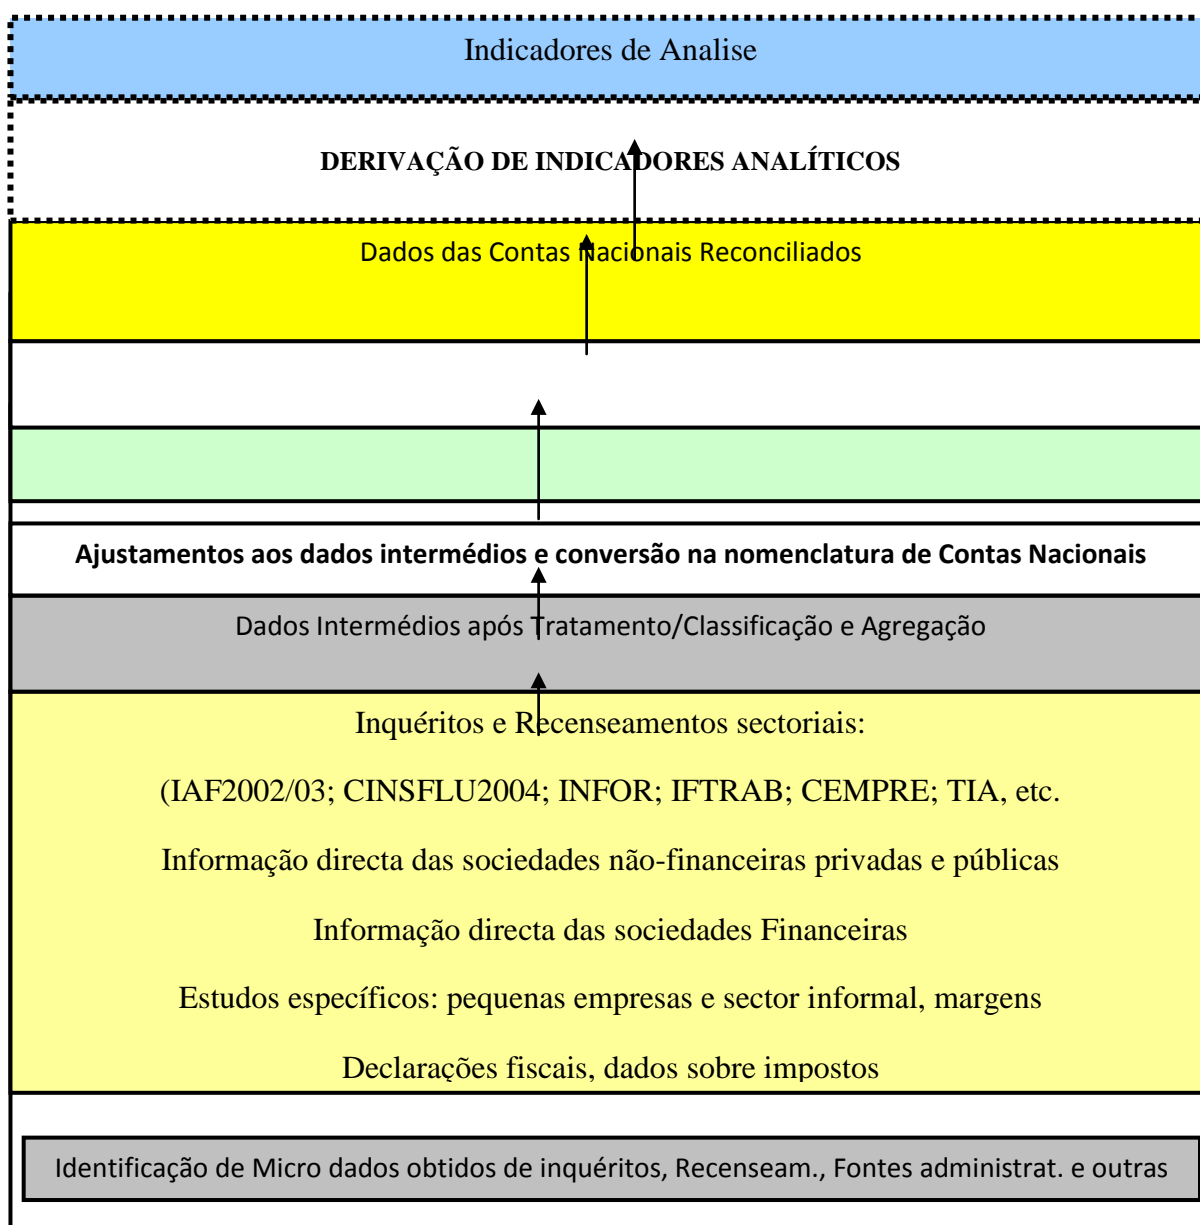 Indicadores de Analise
DERIVAÇÃO DE INDICADORES ANALÍTICOS
Dados das Contas Nacionais Reconciliados
Ajustamentos aos dados intermédios e conversão na nomenclatura de Contas Nacionais
Dados Intermédios após Tratamento/Classificação e Agregação
Inquéritos e Recenseamentos sectoriais:
(IAF2002/03; CINSFLU2004; INFOR; IFTRAB; CEMPRE; TIA, etc.
Informação directa das sociedades não-financeiras privadas e públicas
Informação directa das sociedades Financeiras
Estudos específicos: pequenas empresas e sector informal, margens
Declarações fiscais, dados sobre impostos
Identificação de Micro dados obtidos de inquéritos, Recenseam., Fontes administrat. e outras